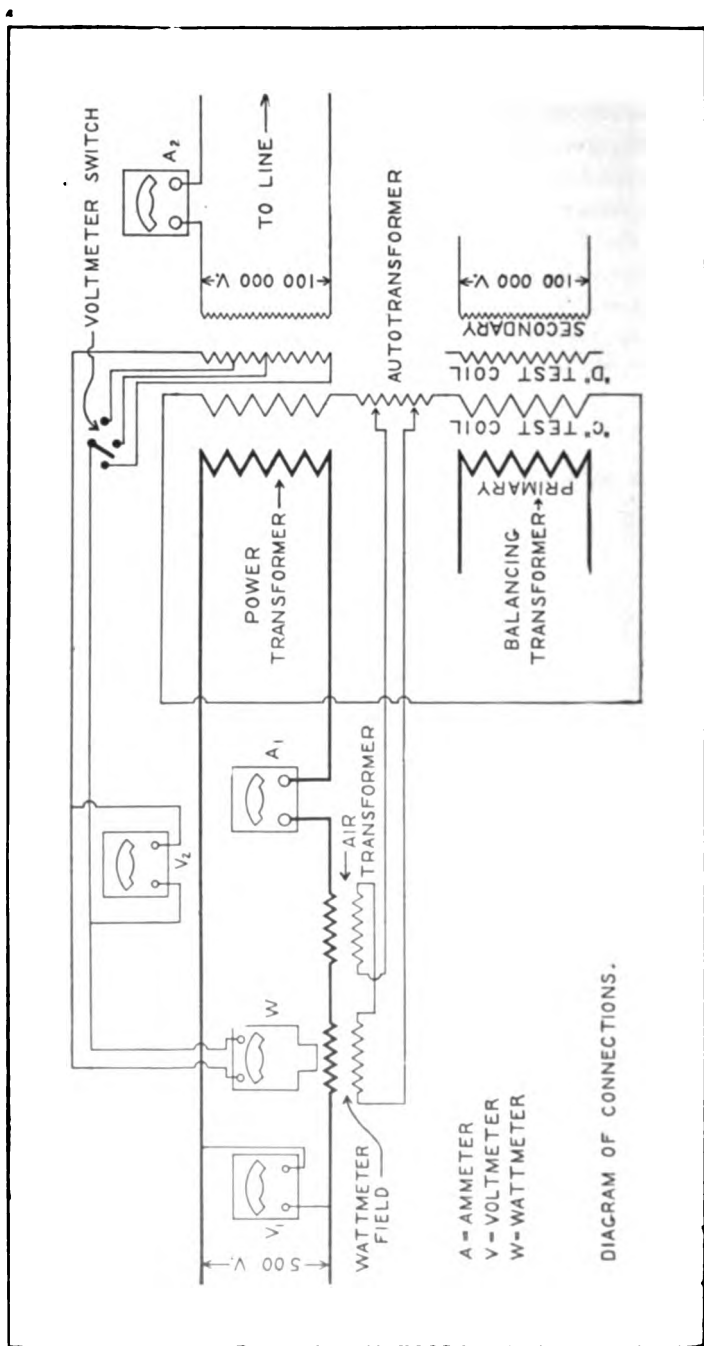 VOLTMETER SWITCH
A2
TO LINE
100 000 V.
AUTOTRANSFORMER
100 000 V.
SECONDARY
"D" TEST COIL
"C" TEST COIL
PRIMARY
POWER
TRANSFORMER
BALANCING
TRANSFORMER
A1
AIR
TRANSFORMER
V2
W
V1
500 V.
WATTMETER
FIELD
A = AMMETER
V = VOLTMETER
W = WATTMETER
DIAGRAM OF CONNECTIONS.